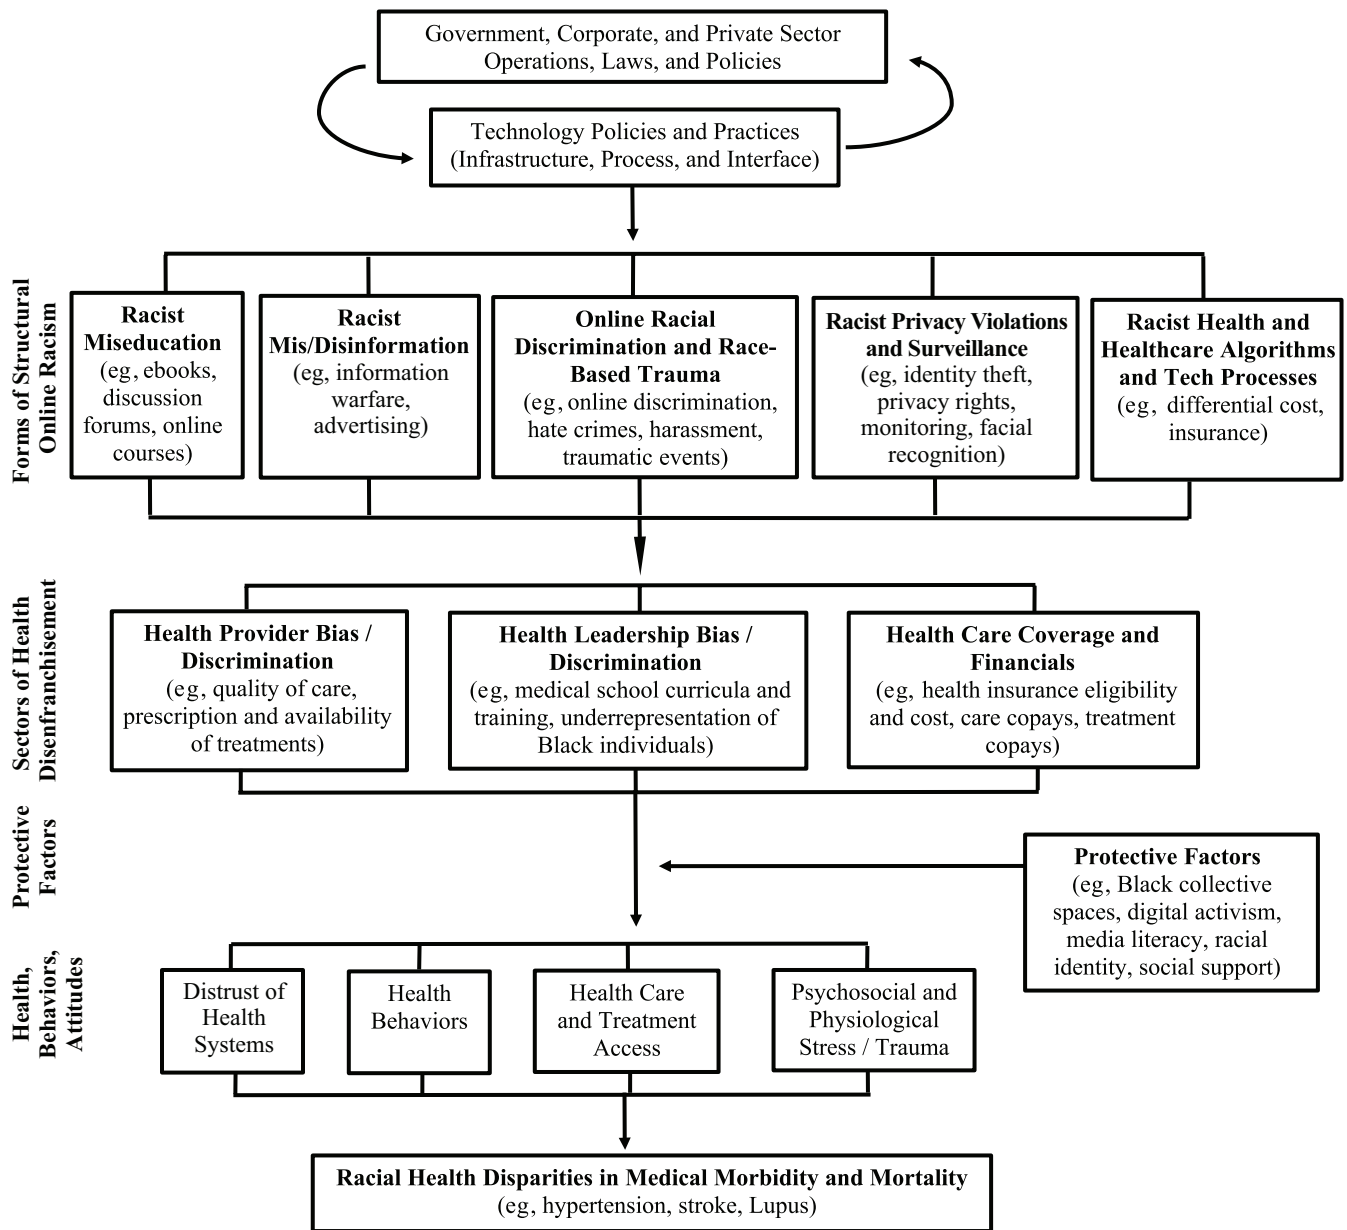 Government, Corporate, and Private Sector
Operations, Laws, and Policies
Technology Policies and Practices
(Infrastructure, Process, and Interface)
Forms of Structural
Online Racism
Racist
Miseducation
(eg, ebooks,
discussion
forums, online
courses)
Racist
Mis/Disinformation
(eg, information
warfare,
advertising)
Online Racial
Discrimination and Race-
Based Trauma
(eg, online discrimination,
hate crimes, harassment,
traumatic events)
Racist Privacy Violations
and Surveillance
(eg, identity theft,
privacy rights,
monitoring, facial
recognition)
Racist Health and
Healthcare Algorithms
and Tech Processes
(eg, differential cost,
insurance)
Sectors of Health
Disenfranchisement
Health Provider Bias /
Discrimination
(eg, quality of care,
prescription and availability
of treatments)
Health Leadership Bias /
Discrimination
(eg, medical school curricula and
training, underrepresentation of
Black individuals)
Health Care Coverage and
Financials
(eg, health insurance eligibility
and cost, care copays, treatment
copays)
Protective
Factors
Protective Factors
(eg, Black collective
spaces, digital activism,
media literacy, racial
identity, social support)
Health,
Behaviors,
Attitudes
Distrust of
Health
Systems
Health
Behaviors
Health Care
and Treatment
Access
Psychosocial and
Physiological
Stress / Trauma
Racial Health Disparities in Medical Morbidity and Mortality
(eg, hypertension, stroke, Lupus)